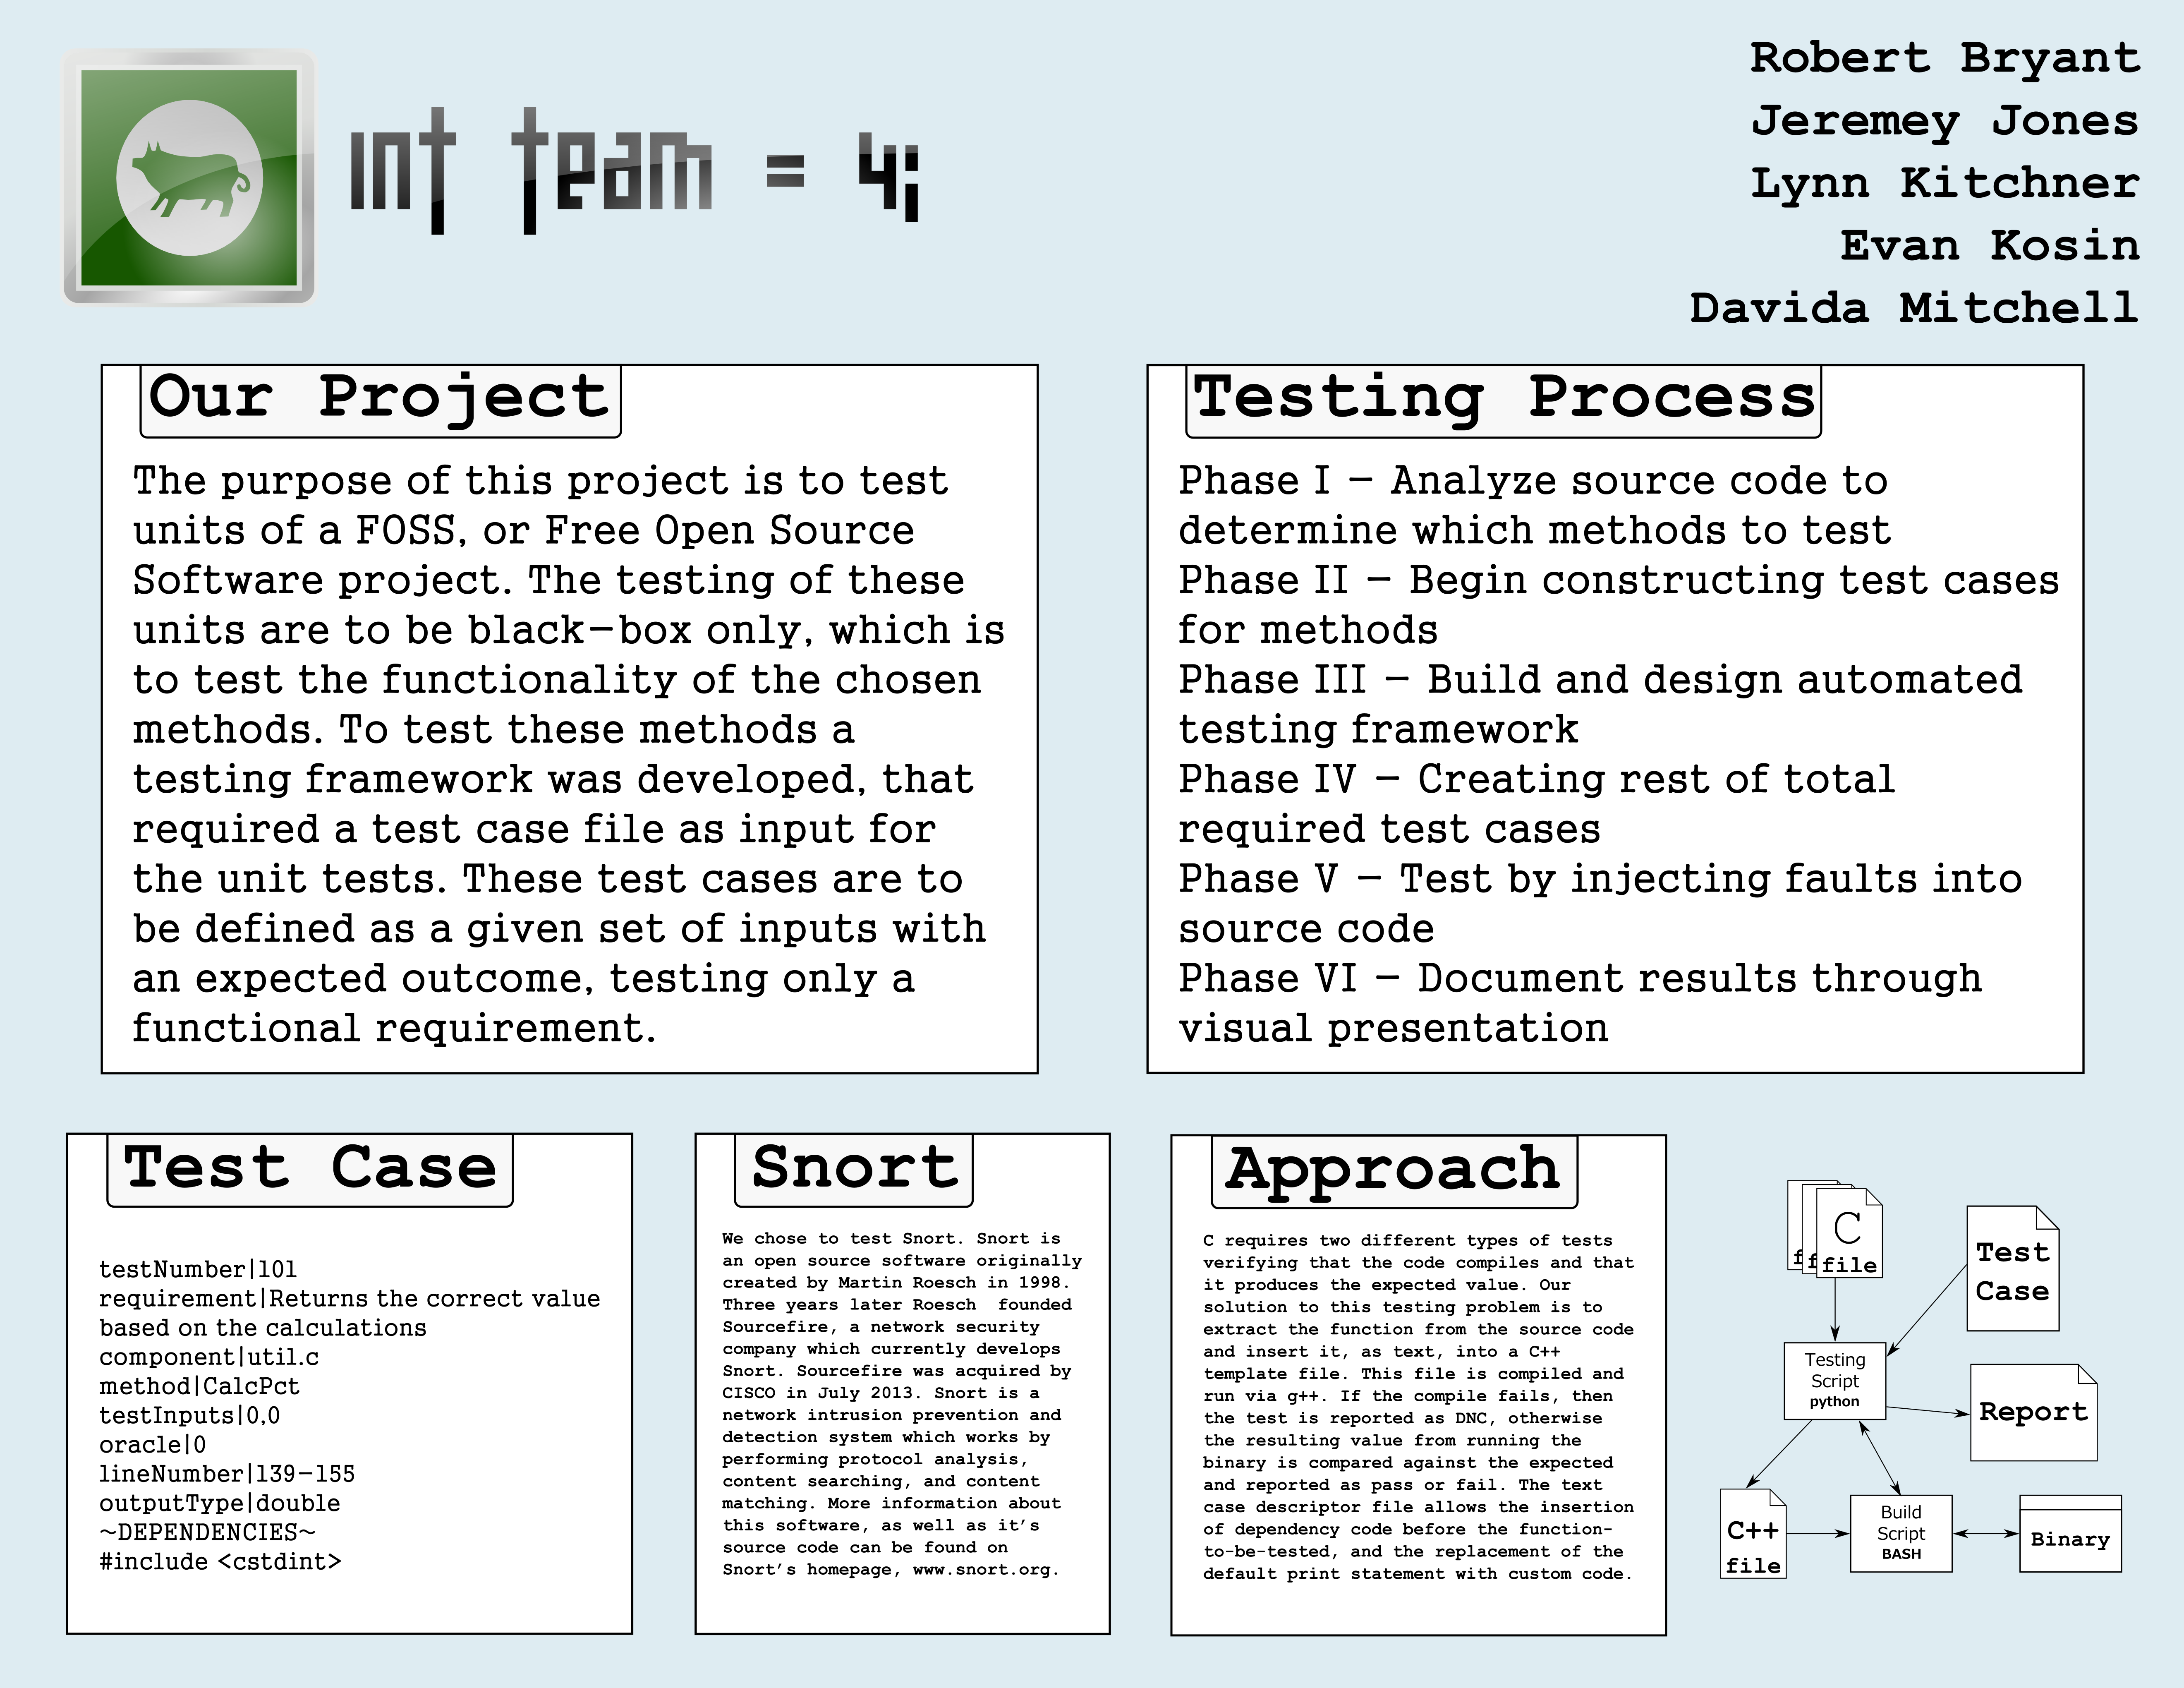 int team = 4;
Robert Bryant
Jeremey Jones
Lynn Kitchner
Evan Kosin
Davida Mitchell
Our Project
The purpose of this project is to test
units of a FOSS, or Free Open Source
Software project. The testing of these
units are to be black-box only, which is
to test the functionality of the chosen
methods. To test these methods a
testing framework was developed, that
required a test case file as input for
the unit tests. These test cases are to
be defined as a given set of inputs with
an expected outcome, testing only a
functional requirement.
Testing Process
Phase I - Analyze source code to
determine which methods to test
Phase II - Begin constructing test cases
for methods
Phase III - Build and design automated
testing framework
Phase IV - Creating rest of total
required test cases
Phase V - Test by injecting faults into
source code
Phase VI - Document results through
visual presentation
Test Case
testNumber|101
requirement|Returns the correct value
based on the calculations
component|util.c
method|CalcPct
testInputs|0,0
oracle|0
lineNumber|139-155
outputType|double
~DEPENDENCIES~
#include <cstdint>
Snort
We chose to test Snort. Snort is
an open source software originally
created by Martin Roesch in 1998.
Three years later Roesch  founded
Sourcefire, a network security
company which currently develops
Snort. Sourcefire was acquired by
CISCO in July 2013. Snort is a
network intrusion prevention and
detection system which works by
performing protocol analysis,
content searching, and content
matching. More information about
this software, as well as it's
source code can be found on
Snort's homepage, www.snort.org.
Approach
C requires two different types of tests
verifying that the code compiles and that
it produces the expected value. Our
solution to this testing problem is to
extract the function from the source code
and insert it, as text, into a C++
template file. This file is compiled and
run via g++. If the compile fails, then
the test is reported as DNC, otherwise
the resulting value from running the
binary is compared against the expected
and reported as pass or fail. The text
case descriptor file allows the insertion
of dependency code before the function-
to-be-tested, and the replacement of the
default print statement with custom code.
C
f f file
Test
Case
Testing
Script
python
Report
C++
file
Build
Script
BASH
Binary